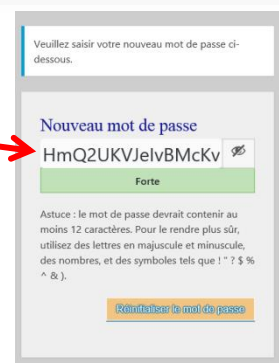 Veuillez saisir votre nouveau mot de passe ci-
dessous.
Nouveau mot de passe
HmQ2UKVJelvBMcKv
Forte
Astuce : le mot de passe devrait contenir au
moins 12 caractères. Pour le rendre plus sûr,
utilisez des lettres en majuscule et minuscule,
des nombres, et des symboles tels que ! " ? $ %
^ & ).
Réinitialiser le mot de passe